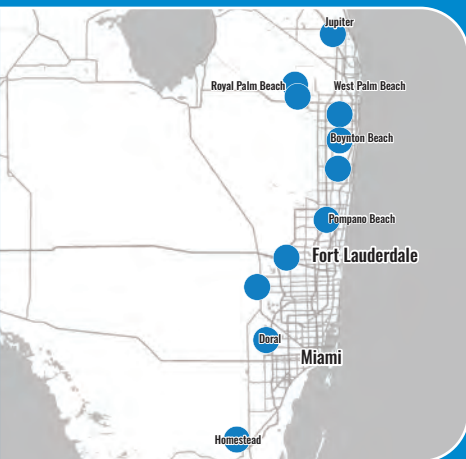 Jupiter
Royal Palm Beach
West Palm Beach
Boynton Beach
Pompano Beach
Fort Lauderdale
Doral
Miami
Homestead